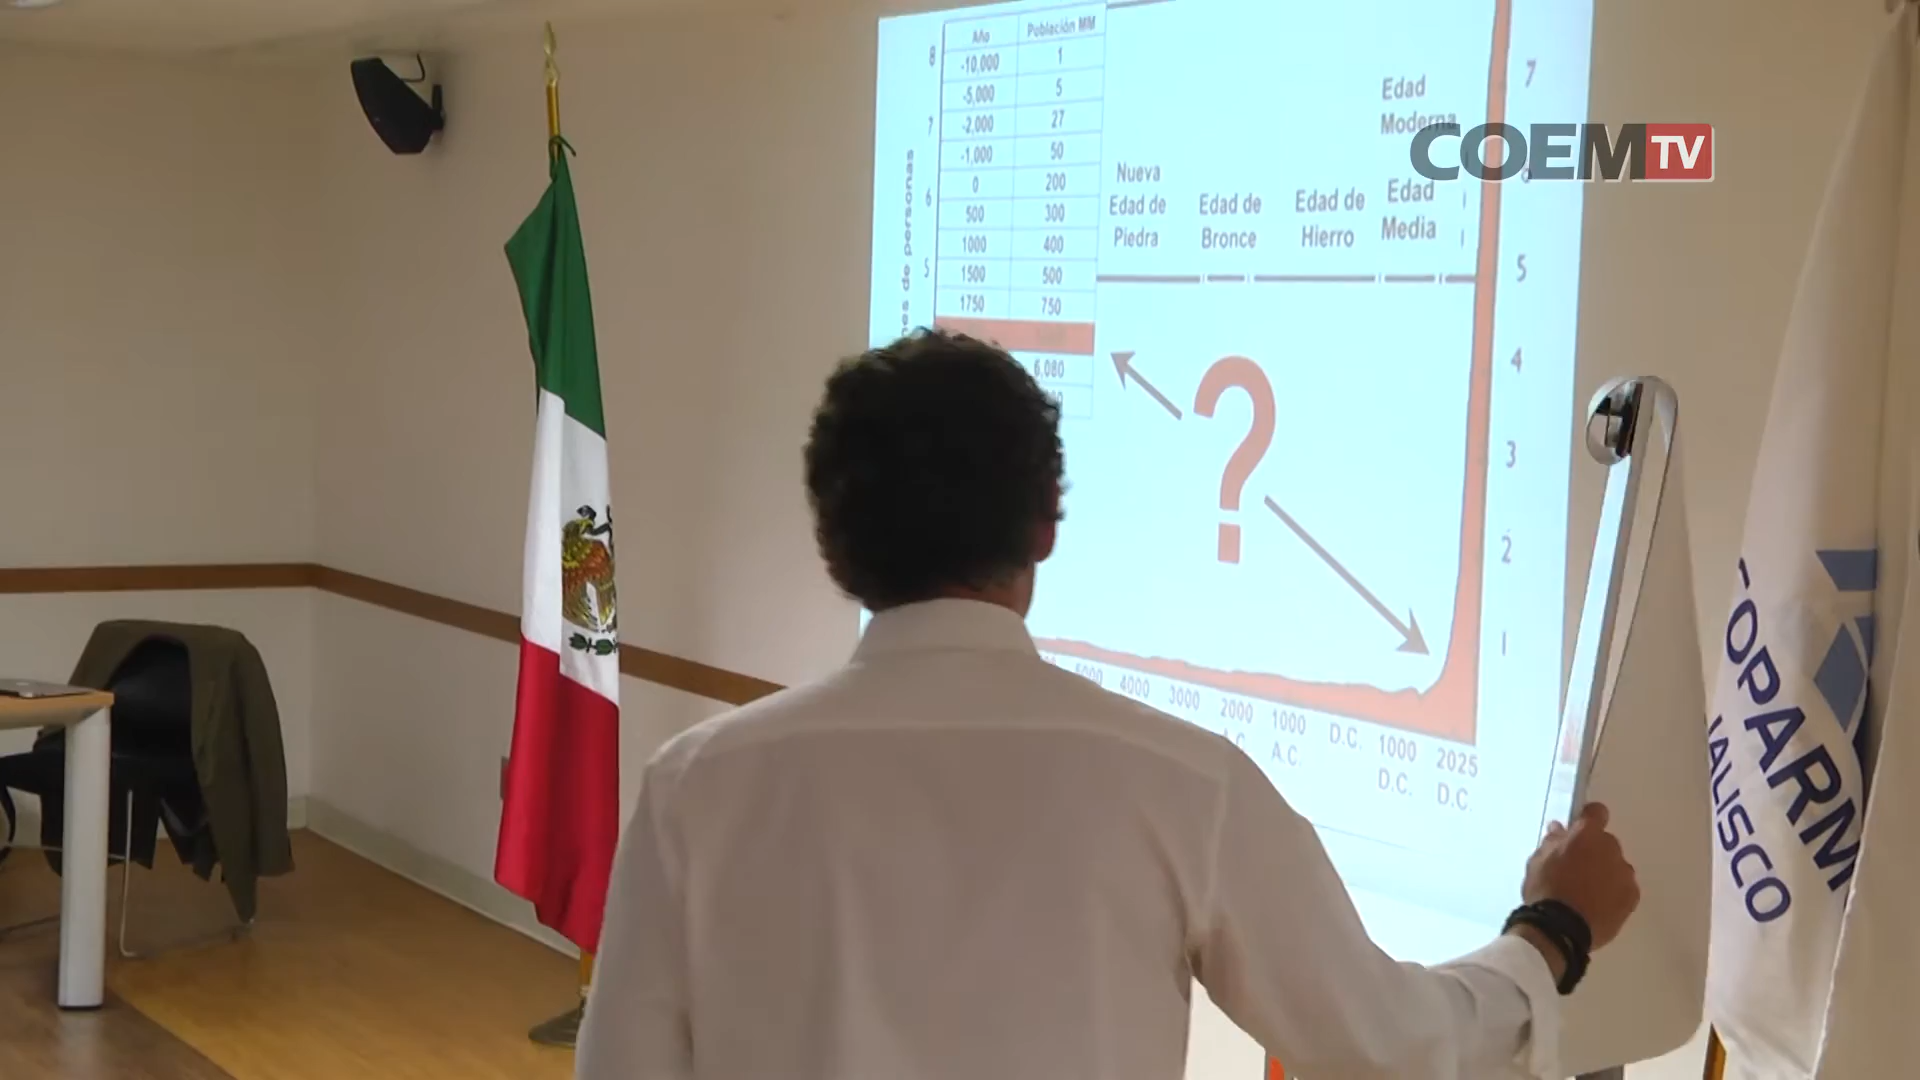 Año Población MM
-10,000 1
-5,000 5
-2,000 27
-1,000 50
0 200
500 300
1000 400
1500 500
1750 750
6.080
8
7
6
5
nes de personas
Nueva
Edad de
Piedra
Edad de
Bronce
Edad de
Hierro
Edad
Media
Edad
Moderna
?
7
5
4
3
2
1
5000
4000
3000
2000
A.C.
1000
A.C.
D.C.
1000
D.C.
2025
D.C.
COEMTV
COPARM
JALISCO